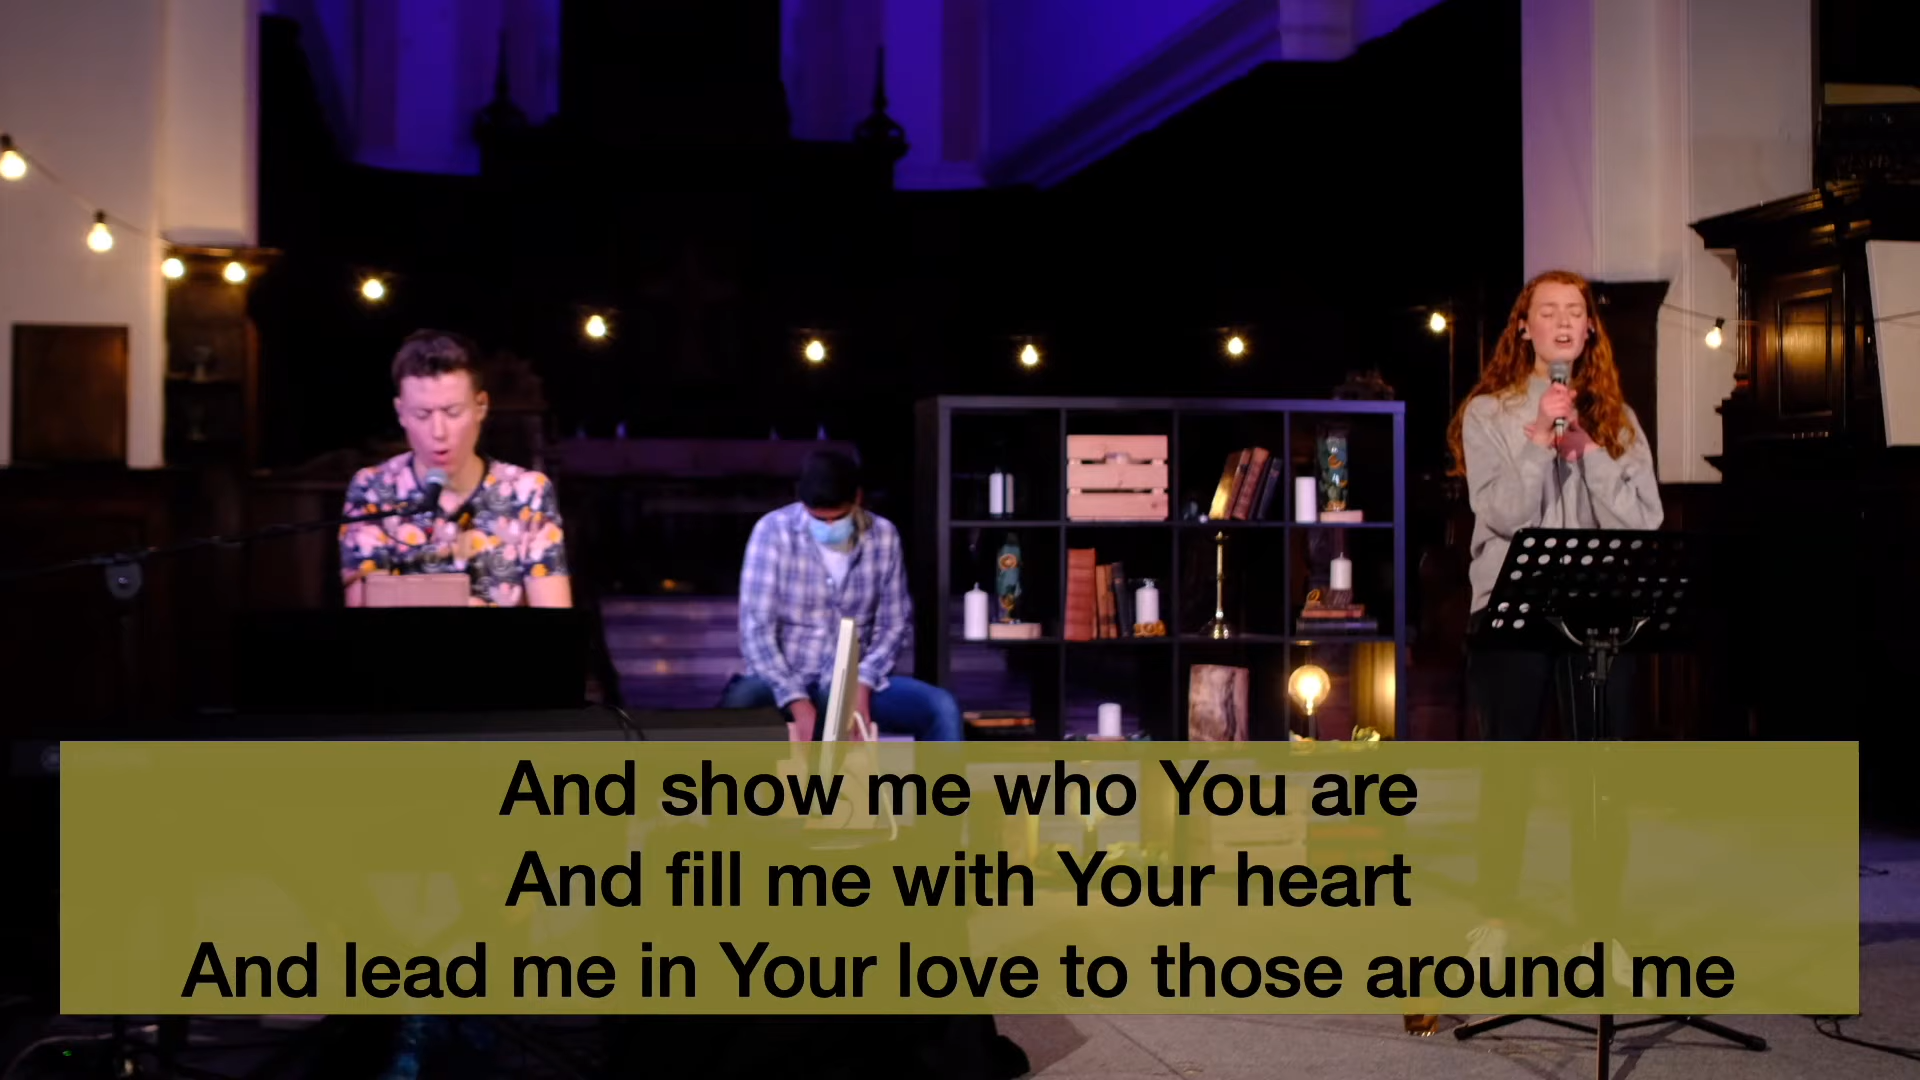 And show me who You are
And fill me with Your heart
And lead me in Your love to those around me